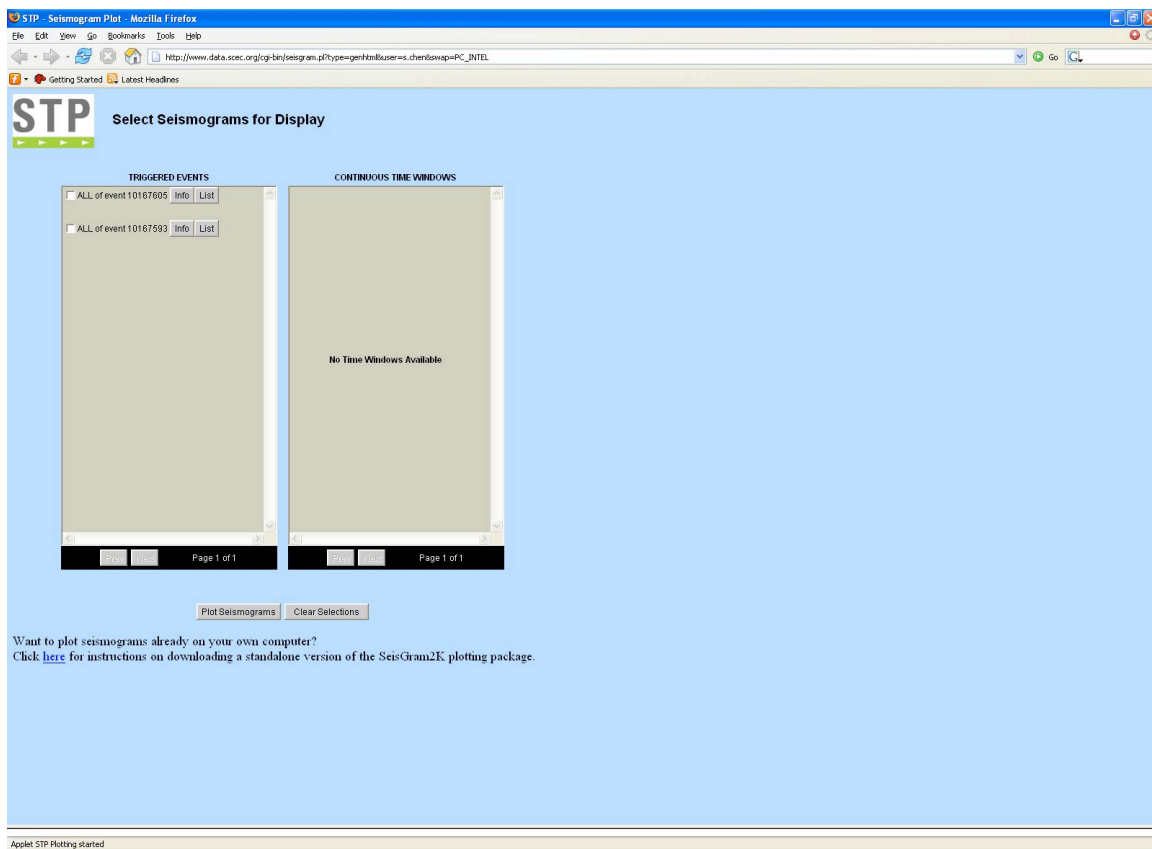 STP - Seismogram Plot - Mozilla Firefox
File Edit View Go Bookmarks Tools Help
http://www.data.scec.org/cgi-bin/seisgram.pl?type=genhtml&user=s.chen&swap=PC_INTEL
Go
G
Getting Started Latest Headlines
STP
Select Seismograms for Display
TRIGGERED EVENTS
CONTINUOUS TIME WINDOWS
ALL of event 10167605 Info List
ALL of event 10167593 Info List
No Time Windows Available
Prev Next Page 1 of 1
Prev Next Page 1 of 1
Plot Seismograms Clear Selections
Want to plot seismograms already on your own computer?
Click here for instructions on downloading a standalone version of the SeisGram2K plotting package.
Applet STP Plotting started